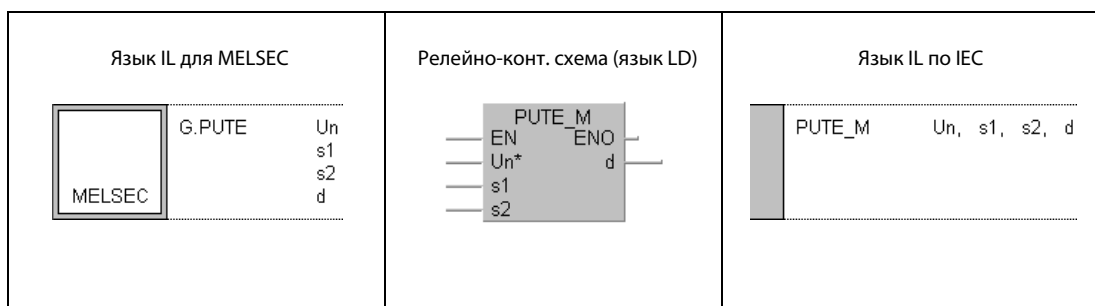 Язык IL для MELSEC
MELSEC
G.PUTE Un
s1
s2
d
Релейно-конт. схема (язык LD)
PUTE_M
EN ENO
Un* d
s1
s2
Язык IL по IEC
PUTE_M Un, s1, s2, d